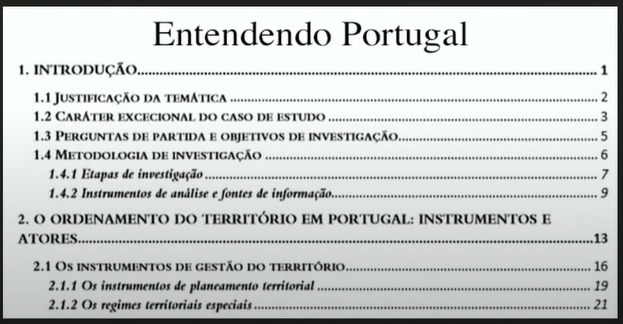 Entendendo Portugal
1. INTRODUÇÃO........................................................ 1
1.1 JUSTIFICAÇÃO DA TEMÁTICA ........................................ 2
1.2 CARÁTER EXCECIONAL DO CASO DE ESTUDO ........................................ 3
1.3 PERGUNTAS DE PARTIDA E OBJETIVOS DE INVESTIGAÇÃO........................................ 5
1.4 METODOLOGIA DE INVESTIGAÇÃO ........................................ 6
1.4.1 Etapas de investigação ........................................ 7
1.4.2 Instrumentos de análise e fontes de informação........................................ 9
2. O ORDENAMENTO DO TERRITÓRIO EM PORTUGAL: INSTRUMENTOS E
ATORES........................................13
2.1 OS INSTRUMENTOS DE GESTÃO DO TERRITÓRIO........................................ 16
2.1.1 Os instrumentos de planeamento territorial ........................................ 19
2.1.2 Os regimes territoriais especiais ........................................ 21